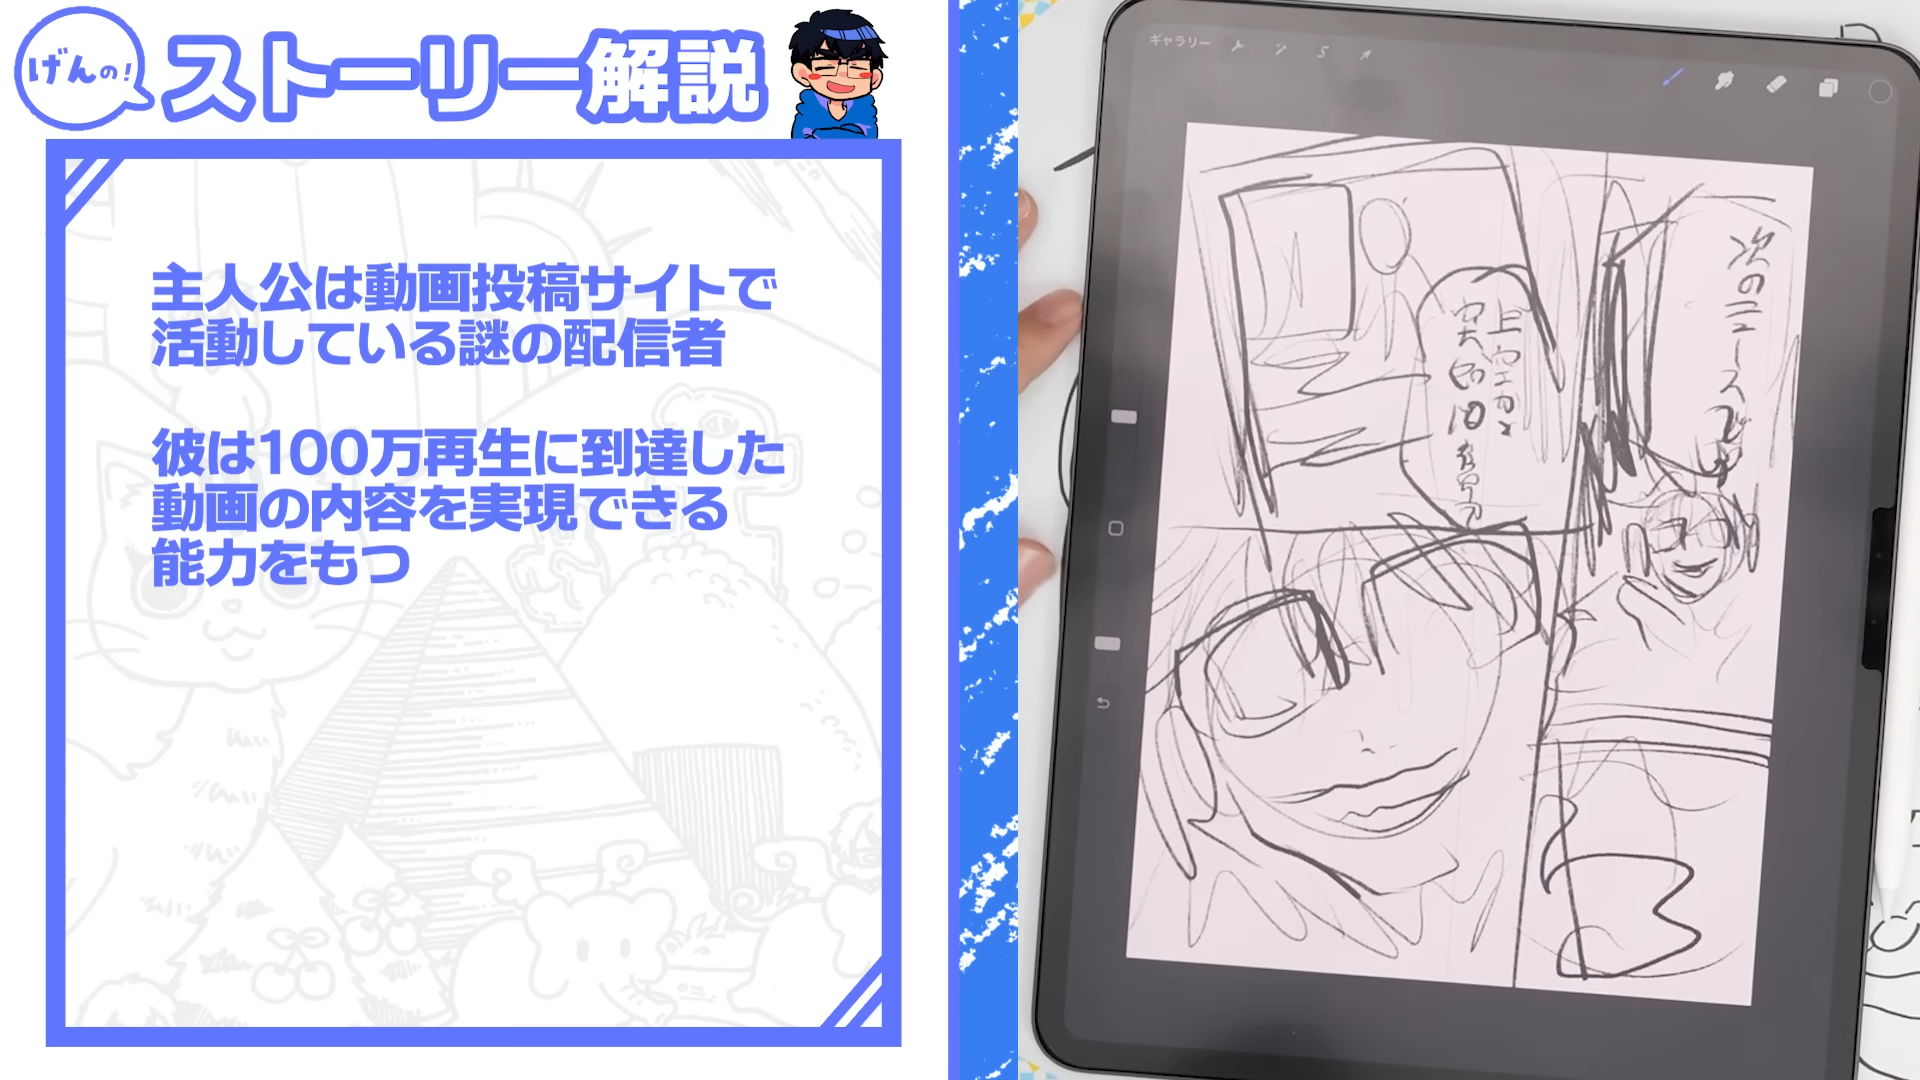 げんの!
ストーリー解説
主人公は動画投稿サイトで
活動している謎の配信者
彼は100万再生に到達した
動画の内容を実現できる
能力をもつ
ギャラリー
次のニュースで